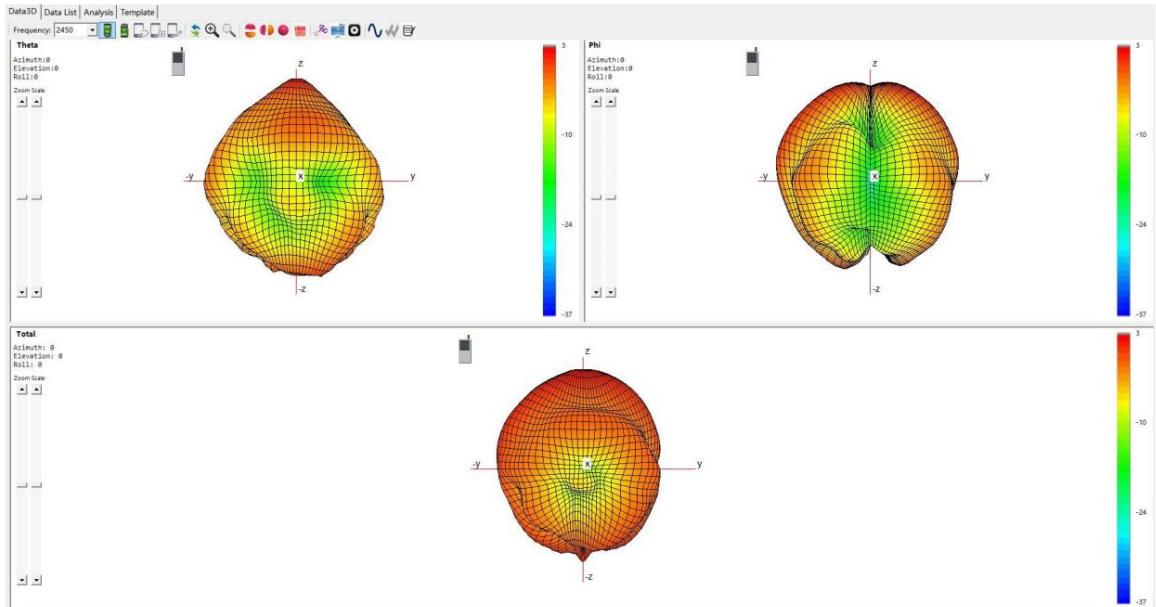 Data3D Data List Analysis Template
Frequency: 2450
Theta
Azimuth:0
Elevation:0
Roll:0
Zoom Scale
z
-y
x
y
-z
3
-10
-24
-37
Phi
Azimuth:0
Elevation:0
Roll:0
Zoom Scale
z
-y
x
y
-z
3
-10
-24
-37
Total
Azimuth: 0
Elevation: 0
Roll: 0
Zoom Scale
z
-y
x
y
-z
3
-10
-24
-37